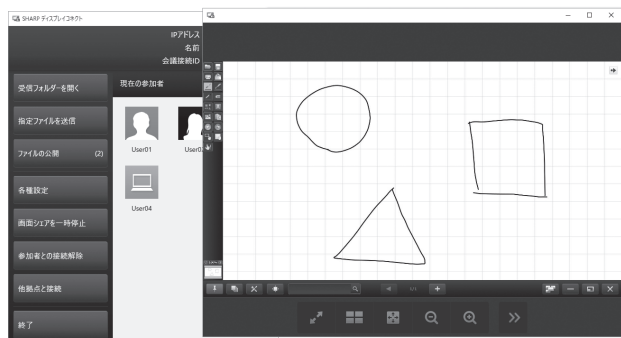 SHARP ディスプレイコネクト
IPアドレス
名前
会議接続ID
受信フォルダーを開く
指定ファイルを送信
ファイルの公開 (2)
各種設定
画面シェアを一時停止
参加者との接続解除
他拠点と接続
終了
現在の参加者
User01
User0
User04
1/1